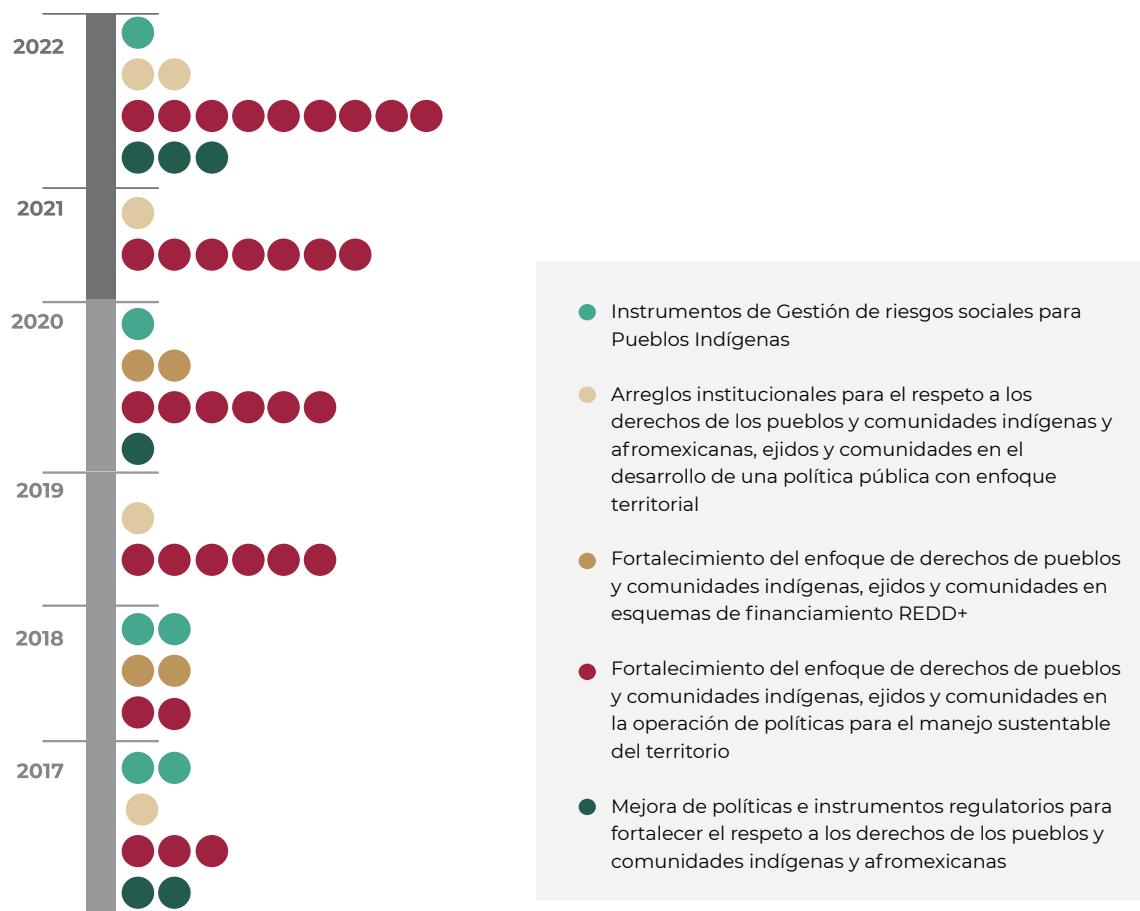 2022
2021
2020
2019
2018
2017
Instrumentos de Gestión de riesgos sociales para
Pueblos Indígenas
Arreglos institucionales para el respeto a los
derechos de los pueblos y comunidades indígenas y
afromexicanas, ejidos y comunidades en el
desarrollo de una política pública con enfoque
territorial
Fortalecimiento del enfoque de derechos de pueblos
y comunidades indígenas, ejidos y comunidades en
esquemas de financiamiento REDD+
Fortalecimiento del enfoque de derechos de pueblos
y comunidades indígenas, ejidos y comunidades en
la operación de políticas para el manejo sustentable
del territorio
Mejora de políticas e instrumentos regulatorios para
fortalecer el respeto a los derechos de los pueblos y
comunidades indígenas y afromexicanas